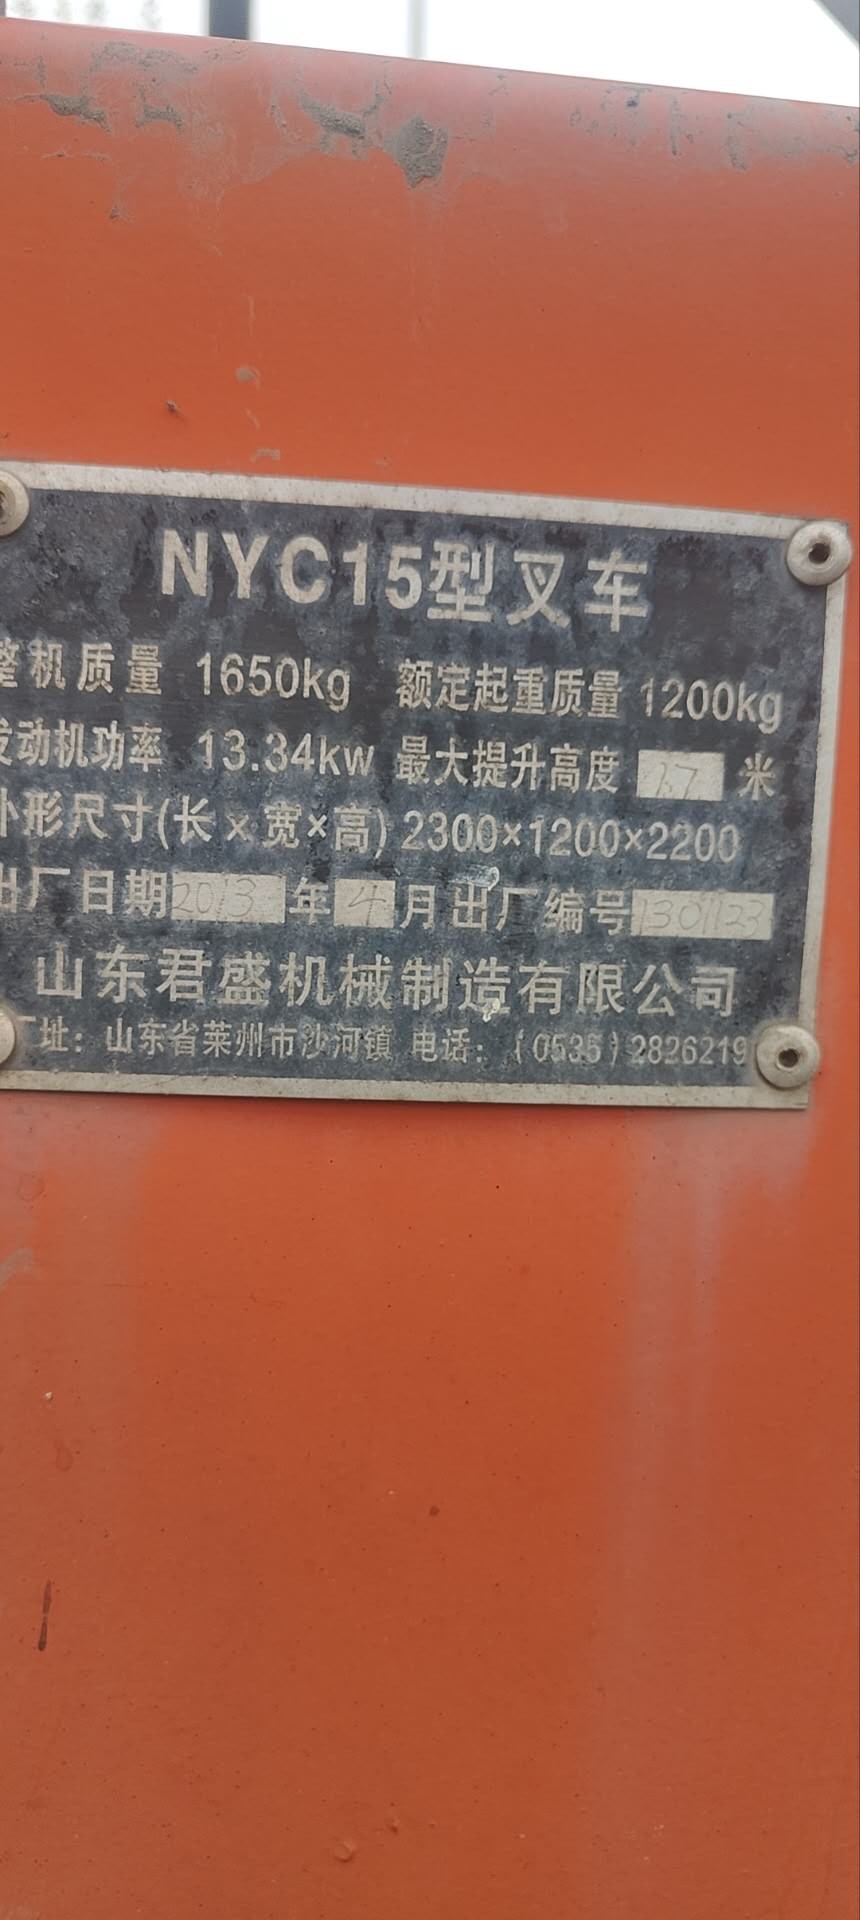 NYC15型叉车
整机质量 1650kg 额定起重质量 1200kg
发动机功率 13.34kw 最大提升高度 1.7 米
外形尺寸(长×宽×高) 2300×1200×2200
出厂日期 2013 年 4 月 出厂编号 1301123
山东君盛机械制造有限公司
厂址：山东省莱州市沙河镇 电话：(0535)2826219